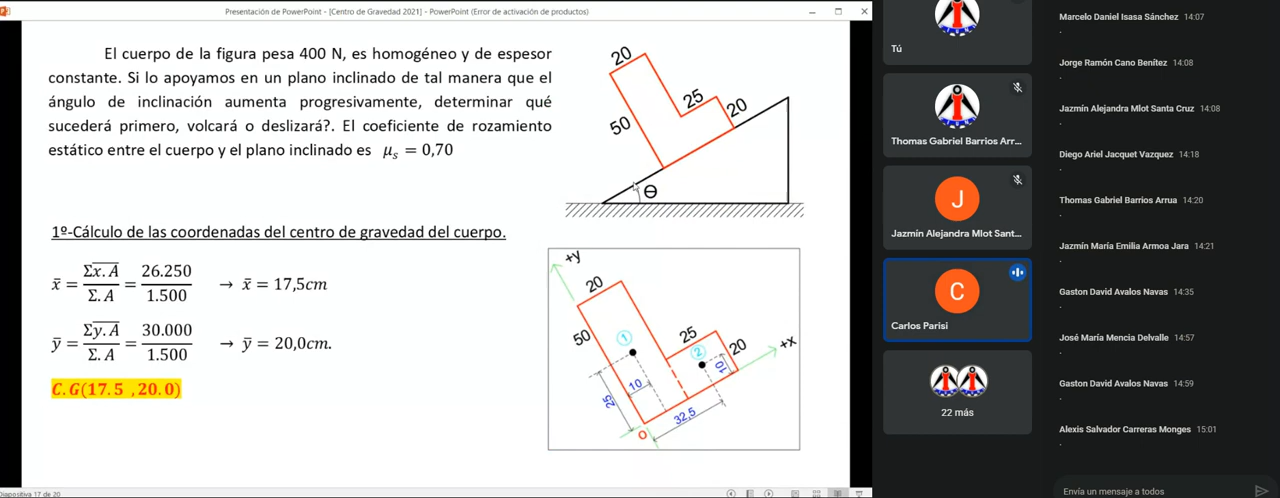 Presentación de PowerPoint - [Centro de Gravedad 2021] - PowerPoint (Error de activación de productos)
El cuerpo de la figura pesa 400 N, es homogéneo y de espesor
constante. Si lo apoyamos en un plano inclinado de tal manera que el
ángulo de inclinación aumenta progresivamente, determinar qué
sucederá primero, volcará o deslizará?. El coeficiente de rozamiento
estático entre el cuerpo y el plano inclinado es μs = 0,70
20
25
20
50
Θ
1º-Cálculo de las coordenadas del centro de gravedad del cuerpo.
x̄ = Σx.A / Σ.A = 26.250 / 1.500 → x̄ = 17,5cm
ȳ = Σy.A / Σ.A = 30.000 / 1.500 → ȳ = 20,0cm.
C.G(17.5 ,20.0)
+y
20
50
1
25
2
20
+x
10
10
25
32,5
O
Diapositiva 17 de 20
Tú
Thomas Gabriel Barrios Arr...
J
Jazmín Alejandra Mlot Sant...
C
Carlos Parisi
22 más
Marcelo Daniel Isasa Sánchez 14:07
.
Jorge Ramón Cano Benítez 14:08
.
Jazmín Alejandra Mlot Santa Cruz 14:08
.
Diego Ariel Jacquet Vazquez 14:18
.
Thomas Gabriel Barrios Arrua 14:20
.
Jazmín María Emilia Armoa Jara 14:21
.
Gaston David Avalos Navas 14:35
.
José María Mencia Delvalle 14:57
.
Gaston David Avalos Navas 14:59
.
Alexis Salvador Carreras Monges 15:01
.
Envía un mensaje a todos